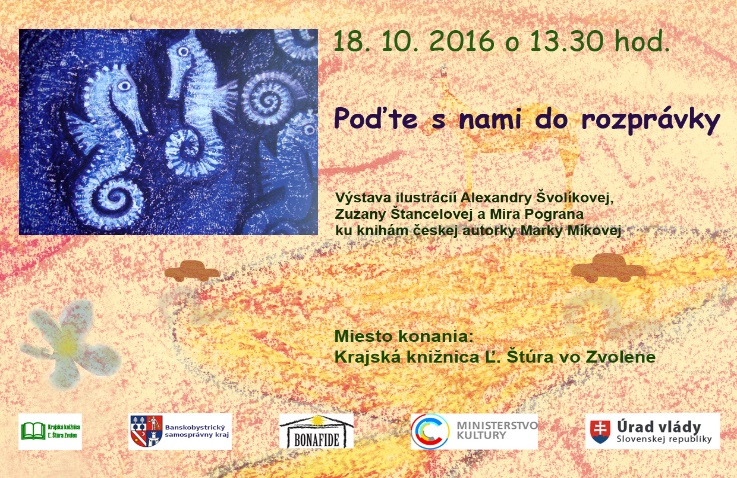 18. 10. 2016 o 13.30 hod.
Poďte s nami do rozprávky
Výstava ilustrácií Alexandry Švolíkovej,
Zuzany Štancelovej a Mira Pograna
ku knihám českej autorky Marky Míkovej
Miesto konania:
Krajská knižnica Ľ. Štúra vo Zvolene
Krajská knižnica
Ľ. Štúra Zvolen
Banskobystrický
samosprávny kraj
BONAFIDE
MINISTERSTVO
KULTURY
Úrad vlády
Slovenskej republiky